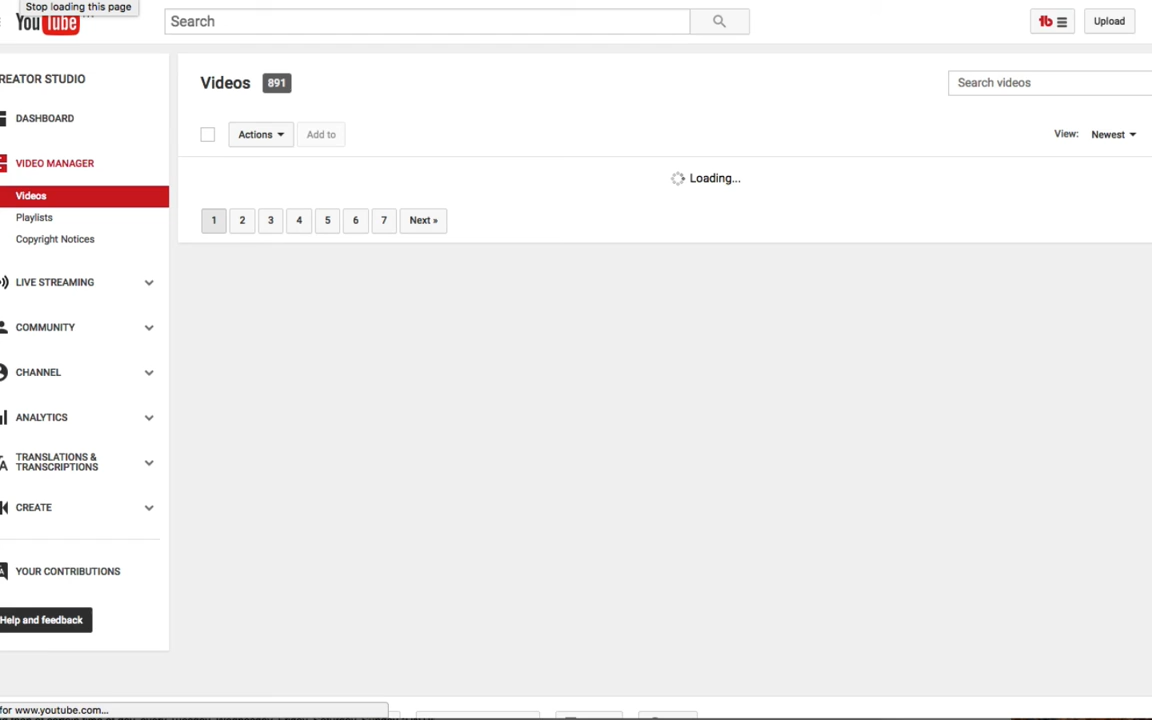 Stop loading this page
YouTube
Search
Upload
REATOR STUDIO
DASHBOARD
VIDEO MANAGER
Videos
Playlists
Copyright Notices
LIVE STREAMING
COMMUNITY
CHANNEL
ANALYTICS
TRANSLATIONS &
TRANSCRIPTIONS
CREATE
YOUR CONTRIBUTIONS
Help and feedback
Videos 891
Search videos
Actions Add to
View: Newest
Loading...
1 2 3 4 5 6 7 Next »
for www.youtube.com...